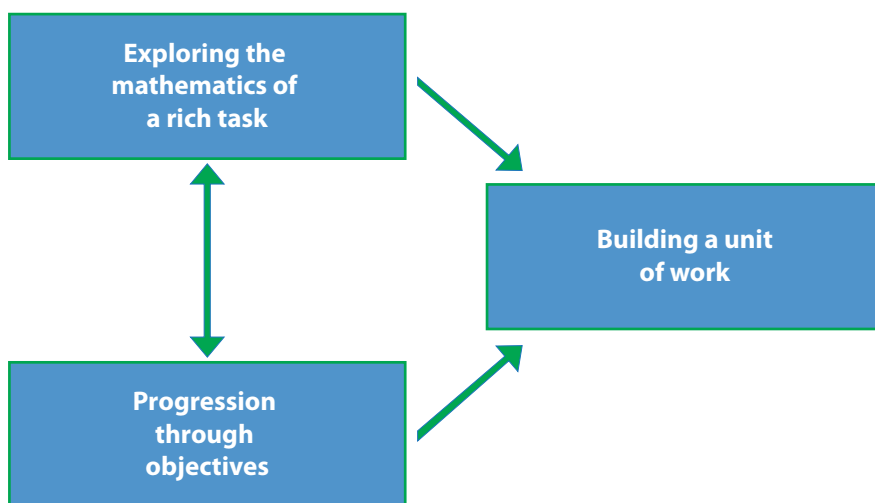 Exploring the
mathematics of
a rich task
Building a unit
of work
Progression
through
objectives